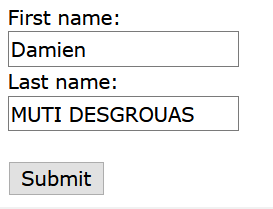 First name:
Damien
Last name:
MUTI DESGROUAS
Submit